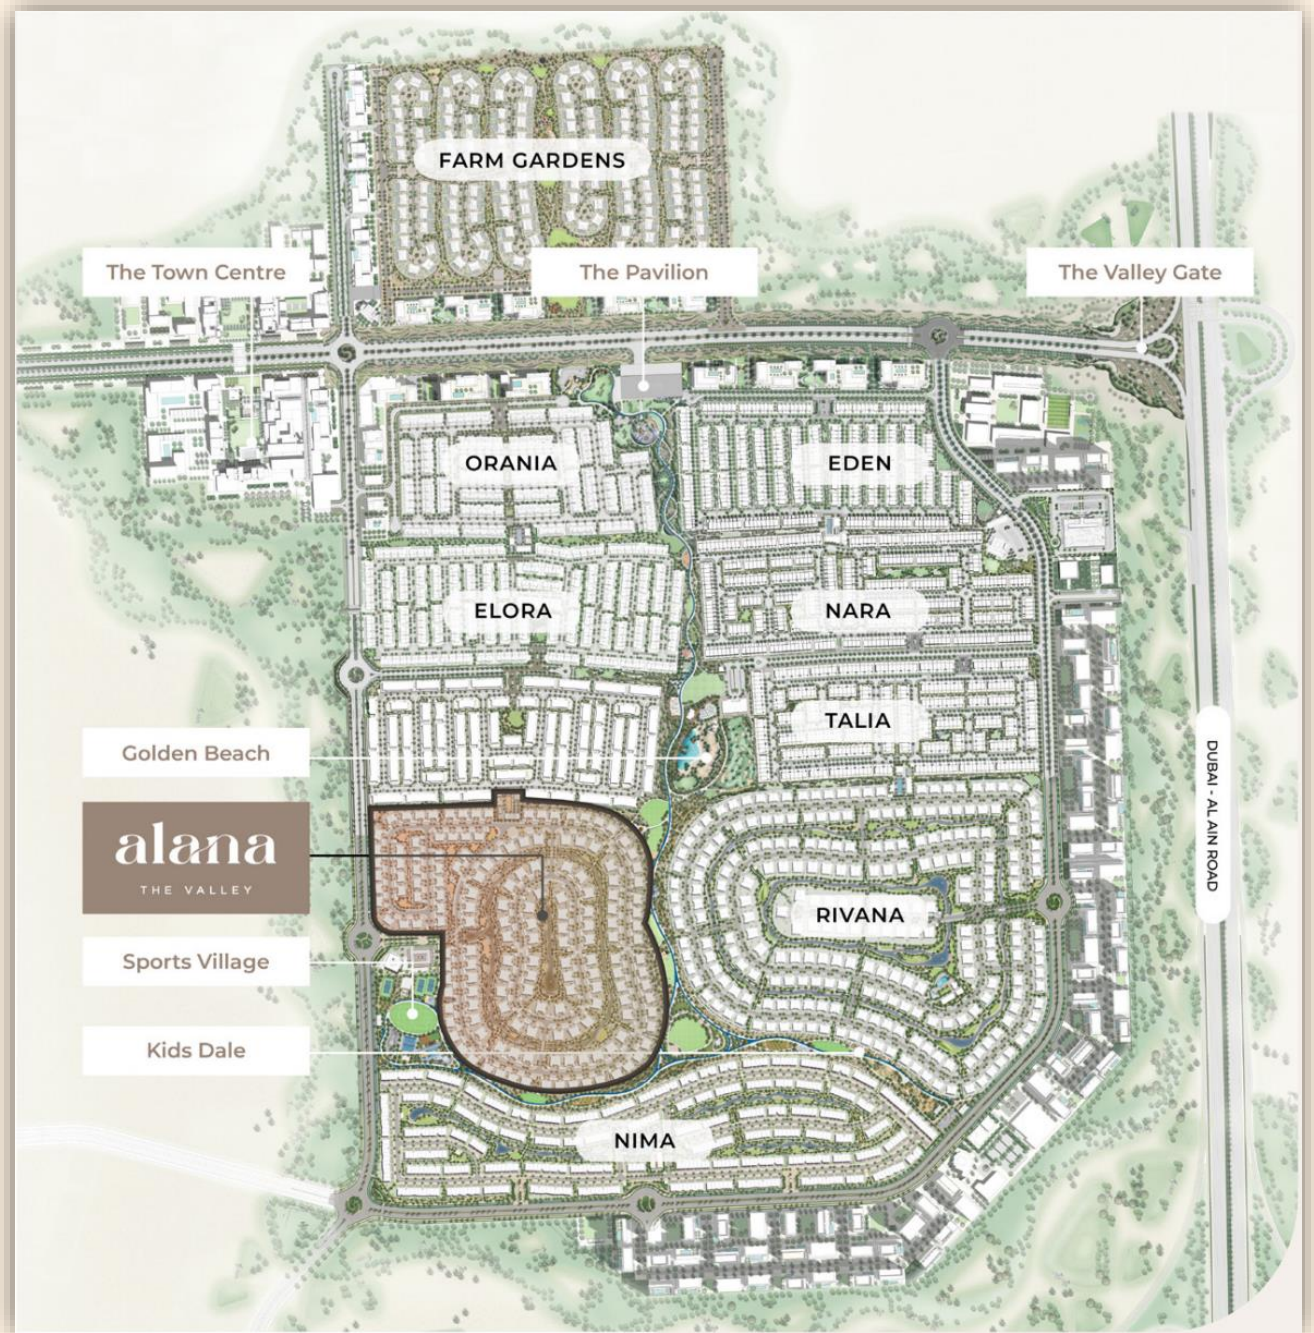 FARM GARDENS
The Town Centre
The Pavilion
The Valley Gate
ORANIA
EDEN
ELORA
NARA
TALIA
Golden Beach
DUBAI - AL AIN ROAD
alana
THE VALLEY
RIVANA
Sports Village
Kids Dale
NIMA